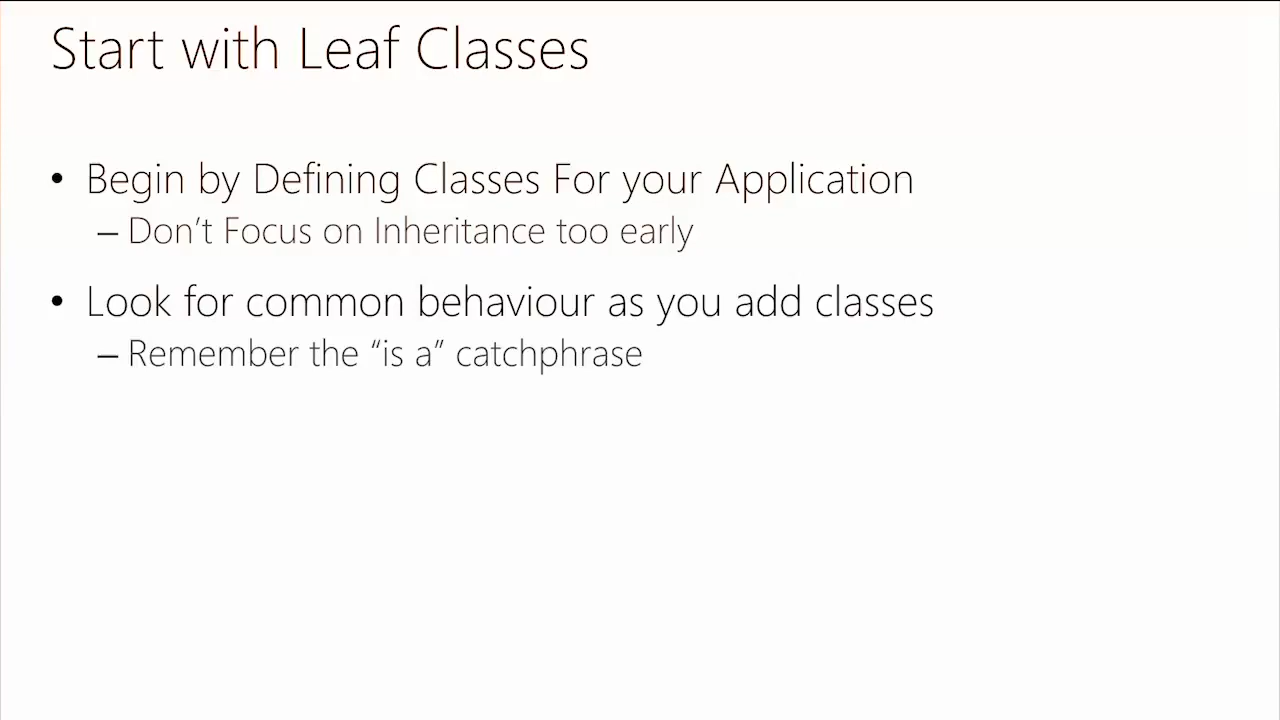 Start with Leaf Classes
• Begin by Defining Classes For your Application
– Don’t Focus on Inheritance too early
• Look for common behaviour as you add classes
– Remember the “is a” catchphrase